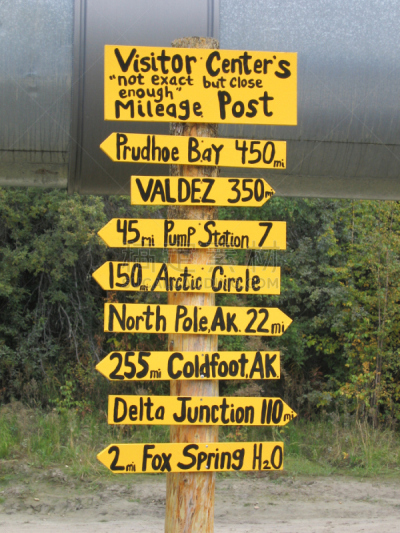 Visitor Center's
"not exact but close
enough"
Mileage Post
Prudhoe Bay 450mi
VALDEZ 350mi
45mi Pump Station 7
150mi Arctic Circle
North Pole, AK. 22mi
255mi Coldfoot, AK
Delta Junction 110mi
2mi Fox Spring H2O